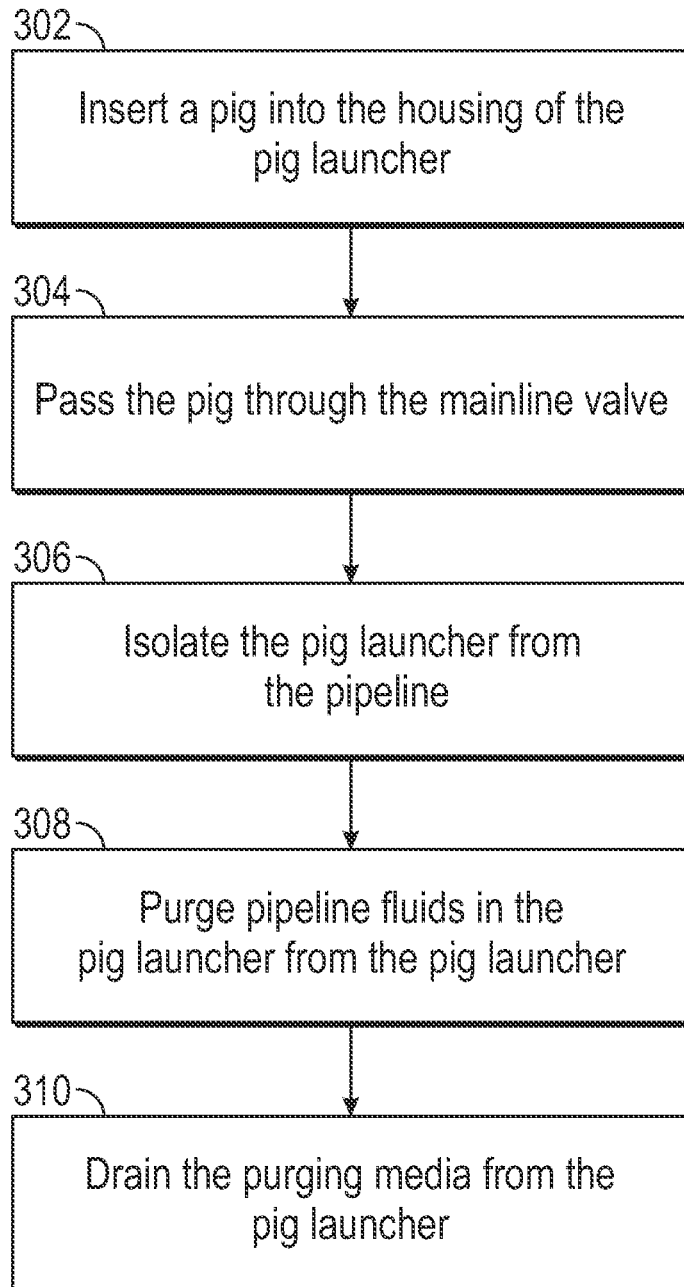 302
Insert a pig into the housing of the
pig launcher
304
Pass the pig through the mainline valve
306
Isolate the pig launcher from
the pipeline
308
Purge pipeline fluids in the
pig launcher from the pig launcher
310
Drain the purging media from the
pig launcher